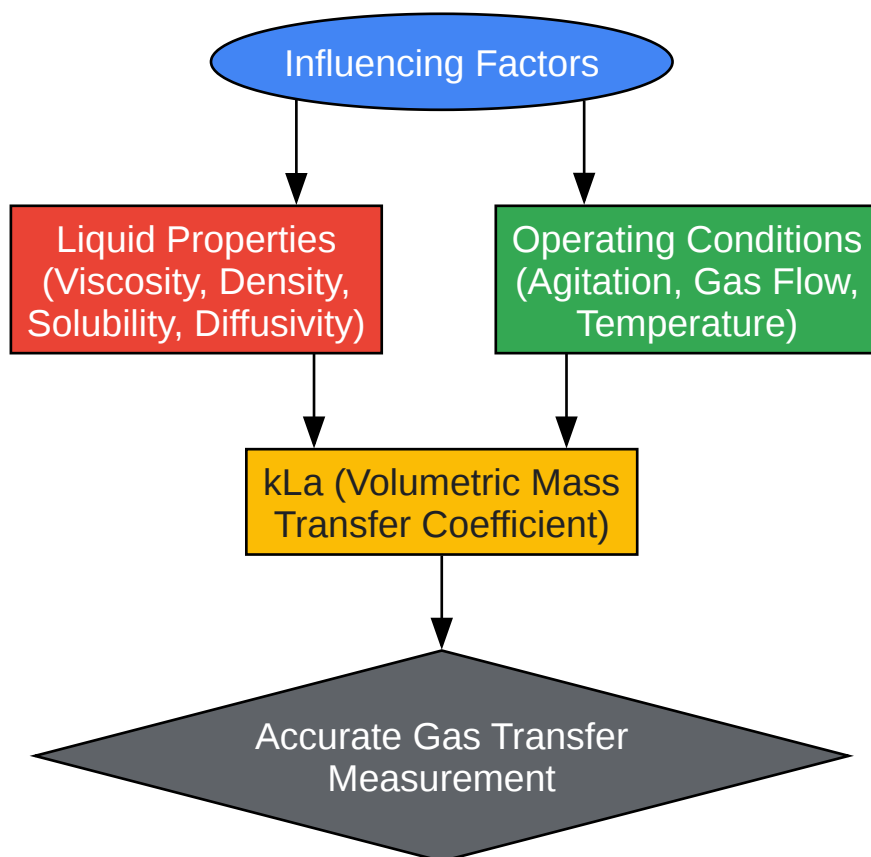 Influencing Factors
Liquid Properties
(Viscosity, Density,
Solubility, Diffusivity)
Operating Conditions
(Agitation, Gas Flow,
Temperature)
kLa (Volumetric Mass
Transfer Coefficient)
Accurate Gas Transfer
Measurement